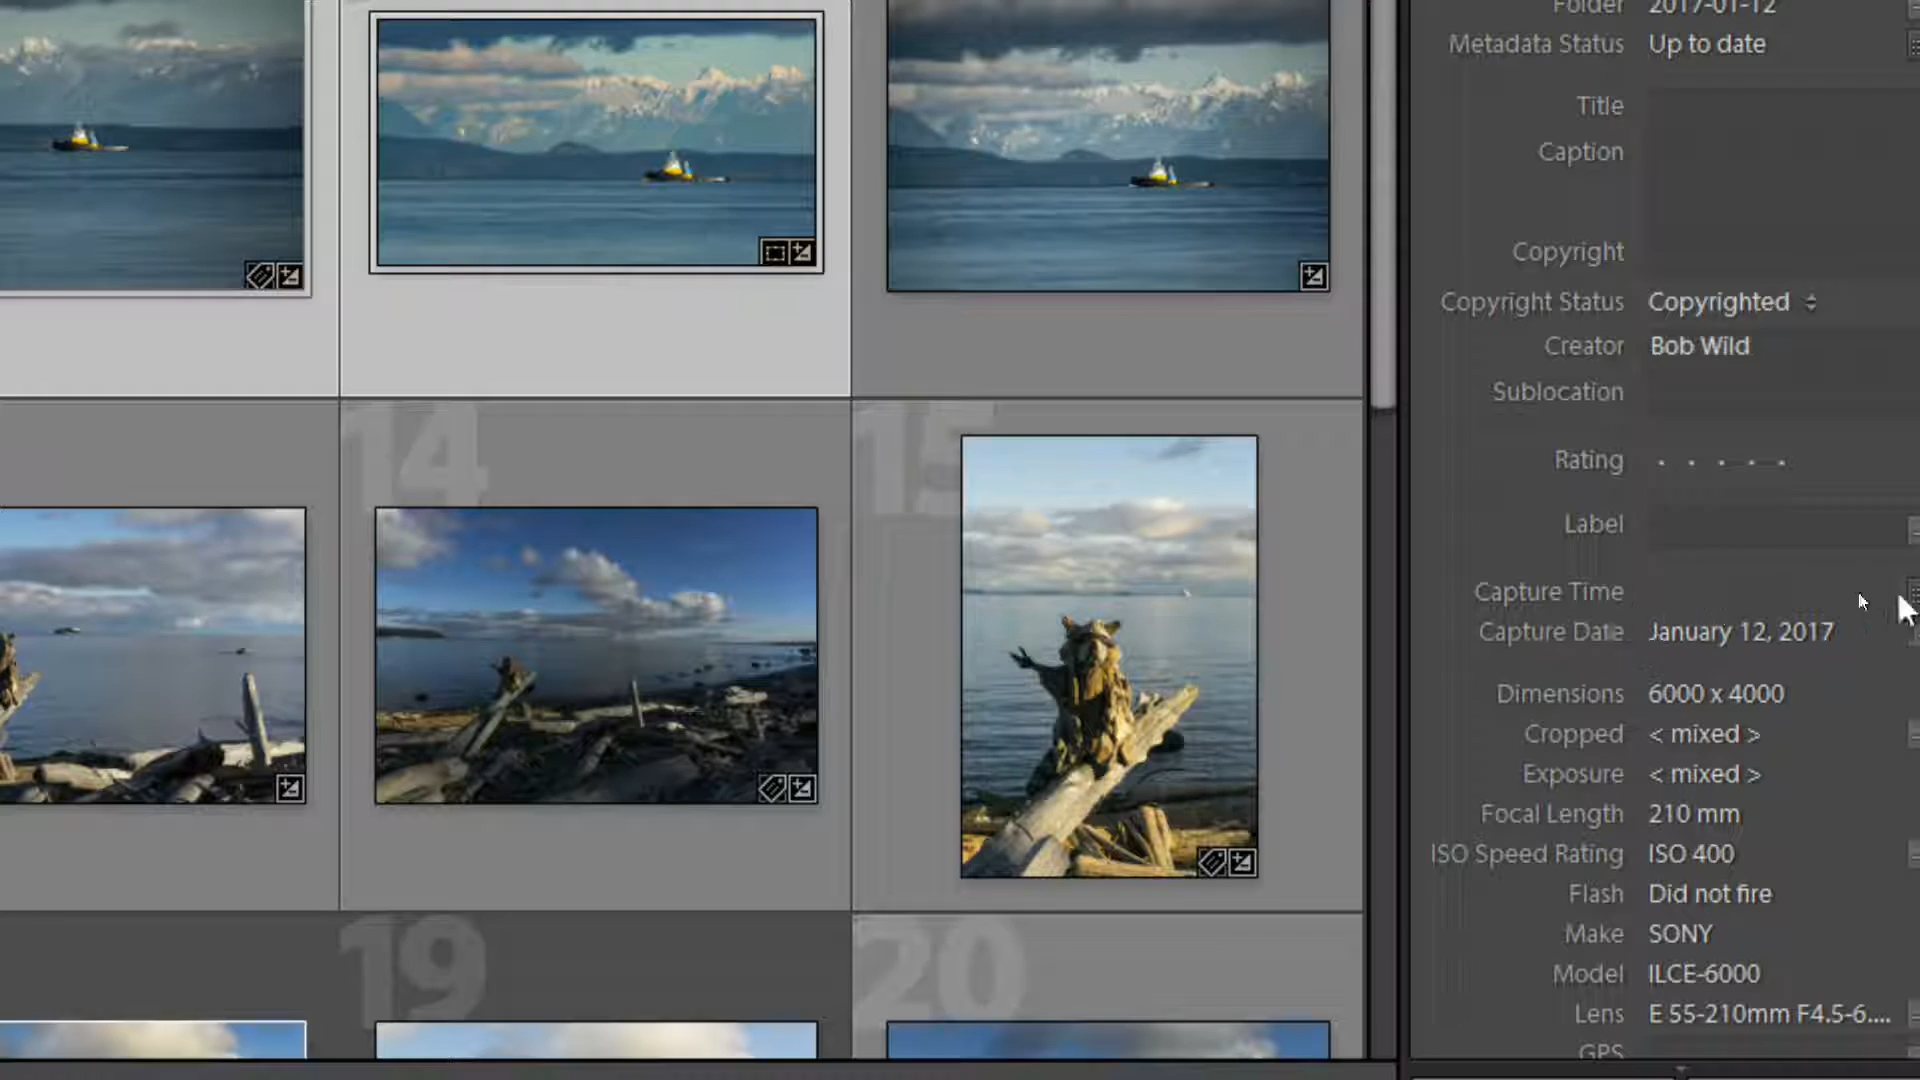 Folder 2017-01-12
Metadata Status Up to date
Title
Caption
Copyright
Copyright Status Copyrighted
Creator Bob Wild
Sublocation
Rating . . . . .
Label
Capture Time
Capture Date January 12, 2017
Dimensions 6000 x 4000
Cropped < mixed >
Exposure < mixed >
Focal Length 210 mm
ISO Speed Rating ISO 400
Flash Did not fire
Make SONY
Model ILCE-6000
Lens E 55-210mm F4.5-6....
GPS
14
15
19
20